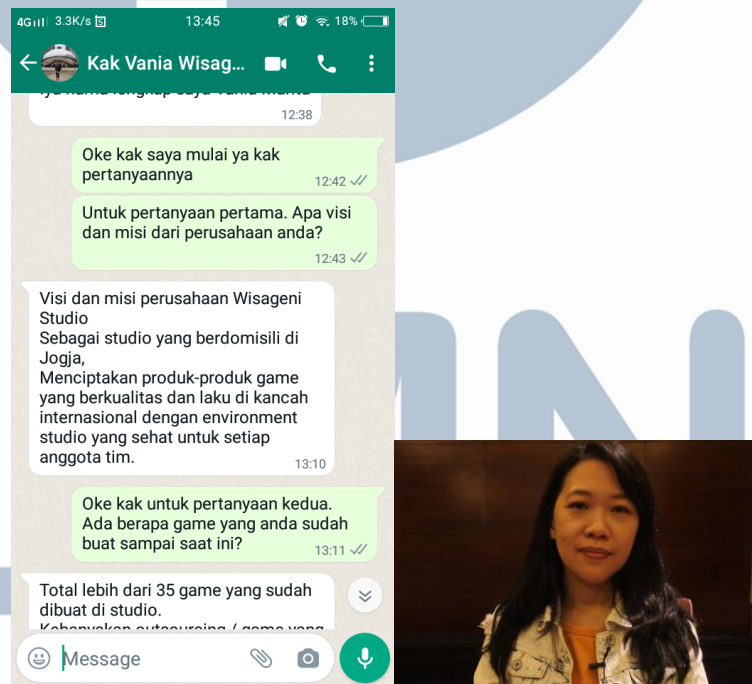 4G 3.3K/s S 13:45 18%
Kak Vania Wisag...
12:38
Oke kak saya mulai ya kak
pertanyaannya
12:42
Untuk pertanyaan pertama. Apa visi
dan misi dari perusahaan anda?
12:43
Visi dan misi perusahaan Wisageni
Studio
Sebagai studio yang berdomisili di
Jogja,
Menciptakan produk-produk game
yang berkualitas dan laku di kancah
internasional dengan environment
studio yang sehat untuk setiap
anggota tim.
13:10
Oke kak untuk pertanyaan kedua.
Ada berapa game yang anda sudah
buat sampai saat ini?
13:11
Total lebih dari 35 game yang sudah
dibuat di studio.
Kebanyakan outsourcing / game yang
Message